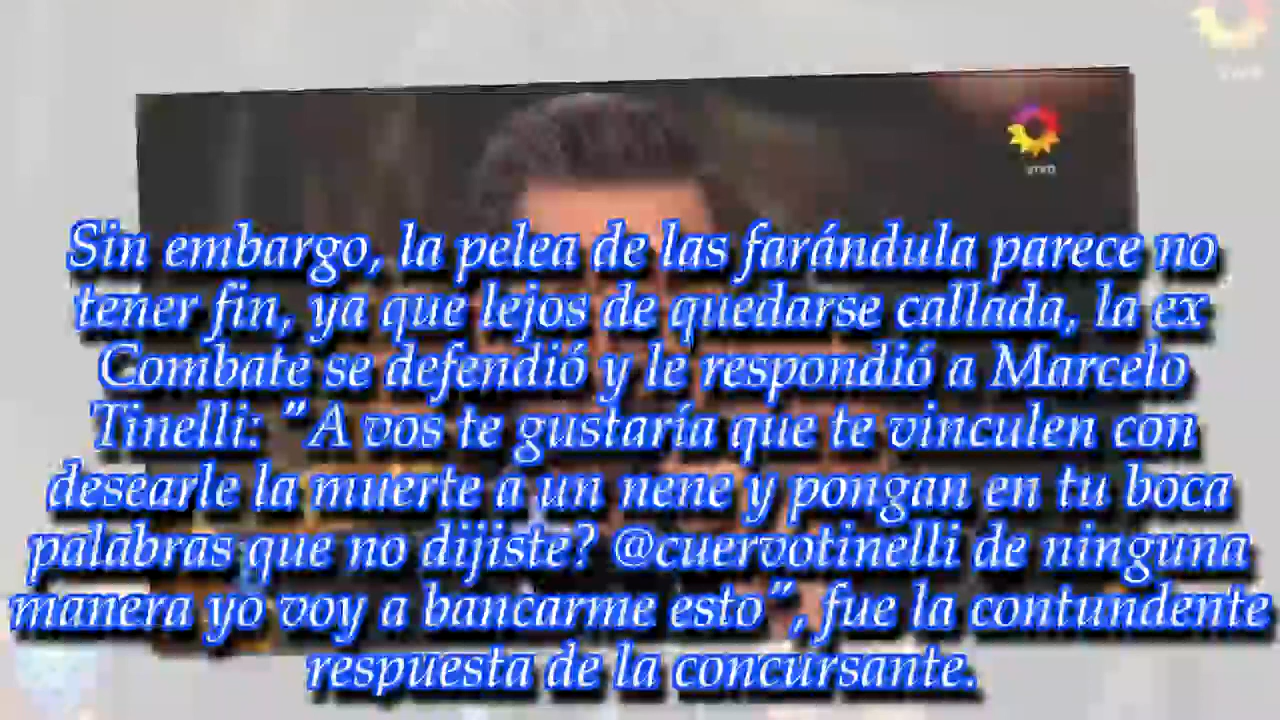 Sin embargo, la pelea de las farándula parece no
tener fin, ya que lejos de quedarse callada, la ex
Combate se defendió y le respondió a Marcelo
Tinelli: "A vos te gustaría que te vinculen con
desearle la muerte a un nene y pongan en tu boca
palabras que no dijiste? @cuervotinelli de ninguna
manera yo voy a bancarme esto", fue la contundente
respuesta de la concursante.